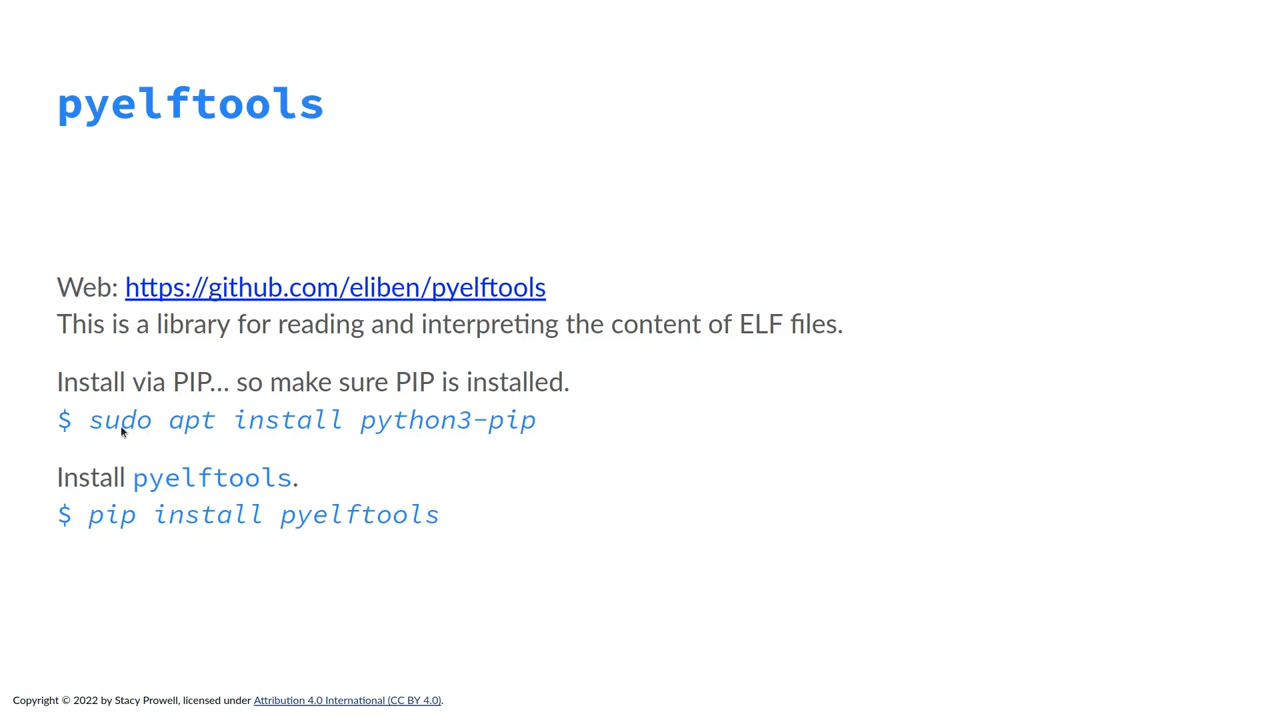 pyelftools
Web: https://github.com/eliben/pyelftools
This is a library for reading and interpreting the content of ELF files.
Install via PIP... so make sure PIP is installed.
$ sudo apt install python3-pip
Install pyelftools.
$ pip install pyelftools
Copyright © 2022 by Stacy Prowell, licensed under Attribution 4.0 International (CC BY 4.0).